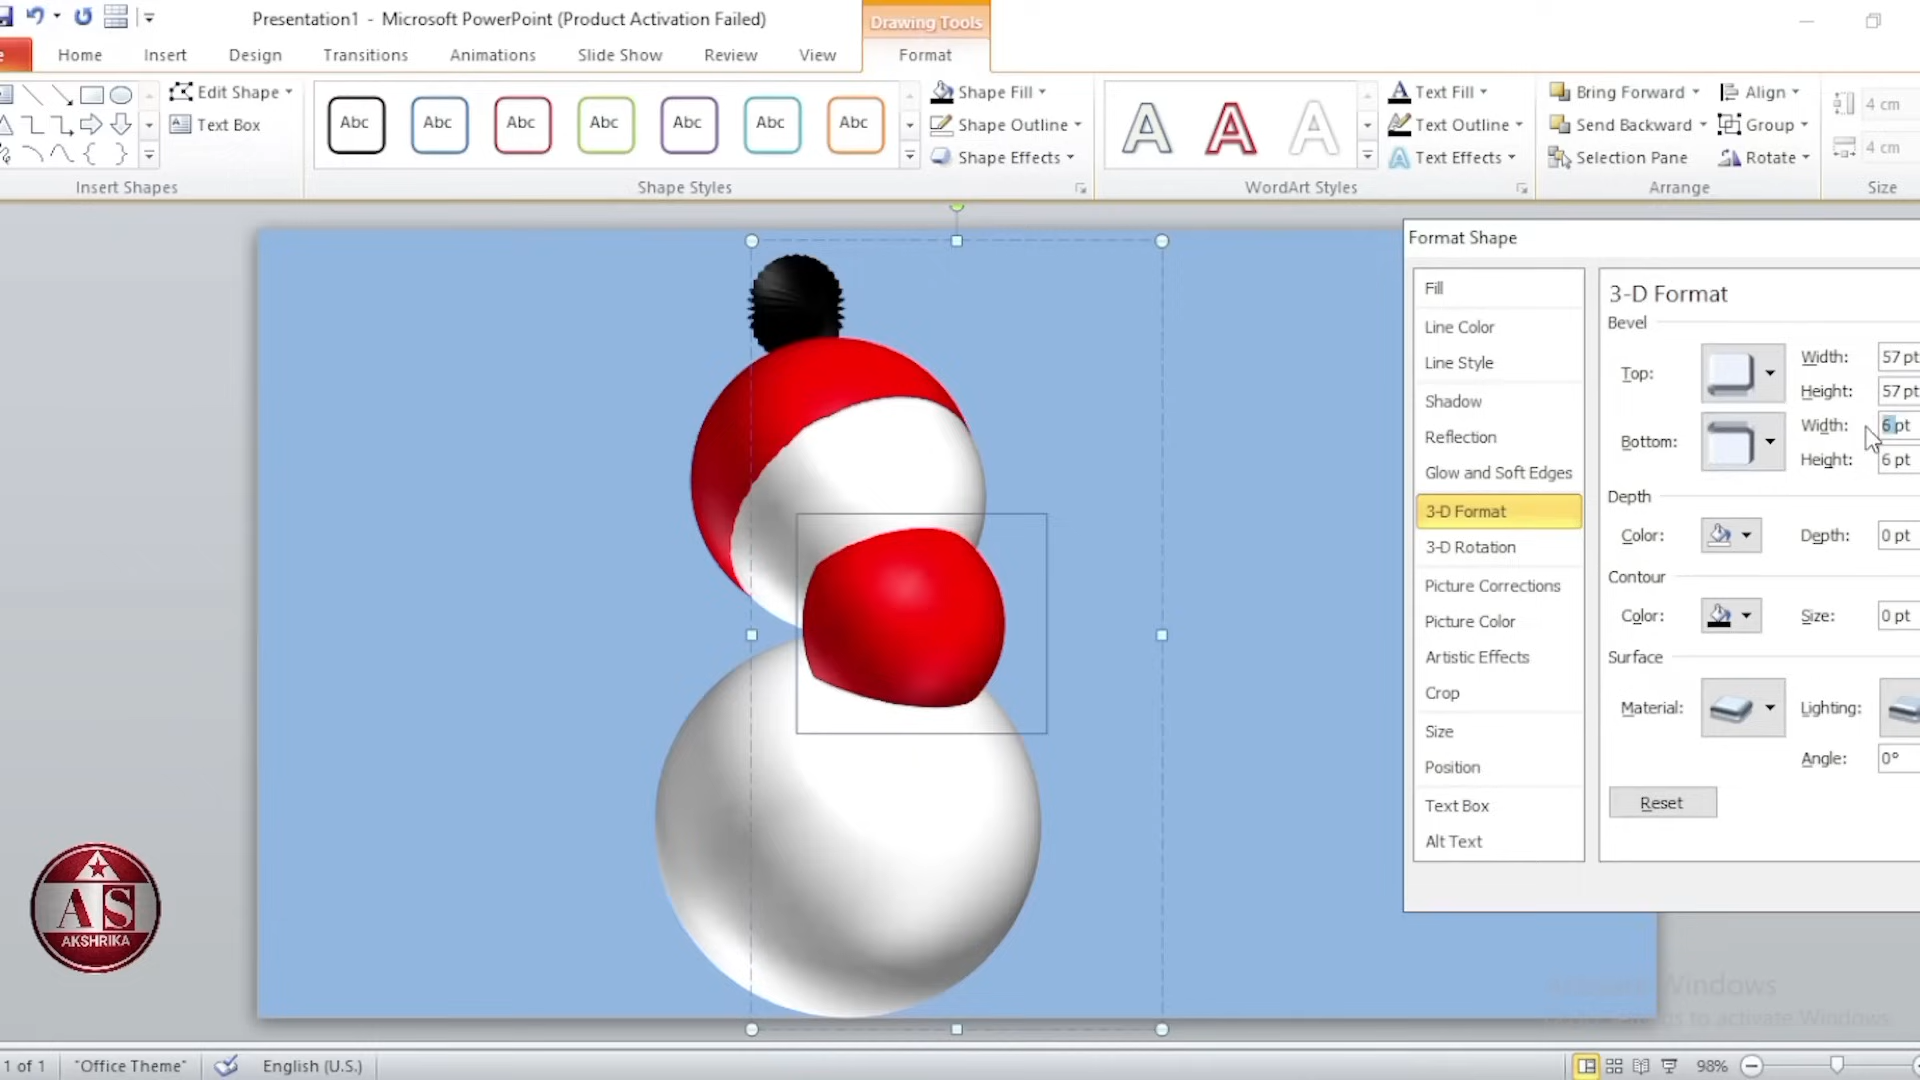 Presentation1 - Microsoft PowerPoint (Product Activation Failed)
Drawing Tools
Home Insert Design Transitions Animations Slide Show Review View Format
Edit Shape
Text Box
Insert Shapes
Abc Abc Abc Abc Abc Abc Abc
Shape Fill
Shape Outline
Shape Effects
Shape Styles
A A A
Text Fill
Text Outline
Text Effects
WordArt Styles
Bring Forward
Send Backward
Selection Pane
Align
Group
Rotate
Arrange
4 cm
4 cm
Size
Format Shape
Fill
Line Color
Line Style
Shadow
Reflection
Glow and Soft Edges
3-D Format
3-D Rotation
Picture Corrections
Picture Color
Artistic Effects
Crop
Size
Position
Text Box
Alt Text
3-D Format
Bevel
Top:
Width: 57 pt
Height: 57 pt
Bottom:
Width: 6 pt
Height: 6 pt
Depth
Color: Depth: 0 pt
Contour
Color: Size: 0 pt
Surface
Material: Lighting:
Angle: 0°
Reset
AS
AKSHRIKA
Windows
to activate Windows.
1 of 1 "Office Theme" English (U.S.) 98%